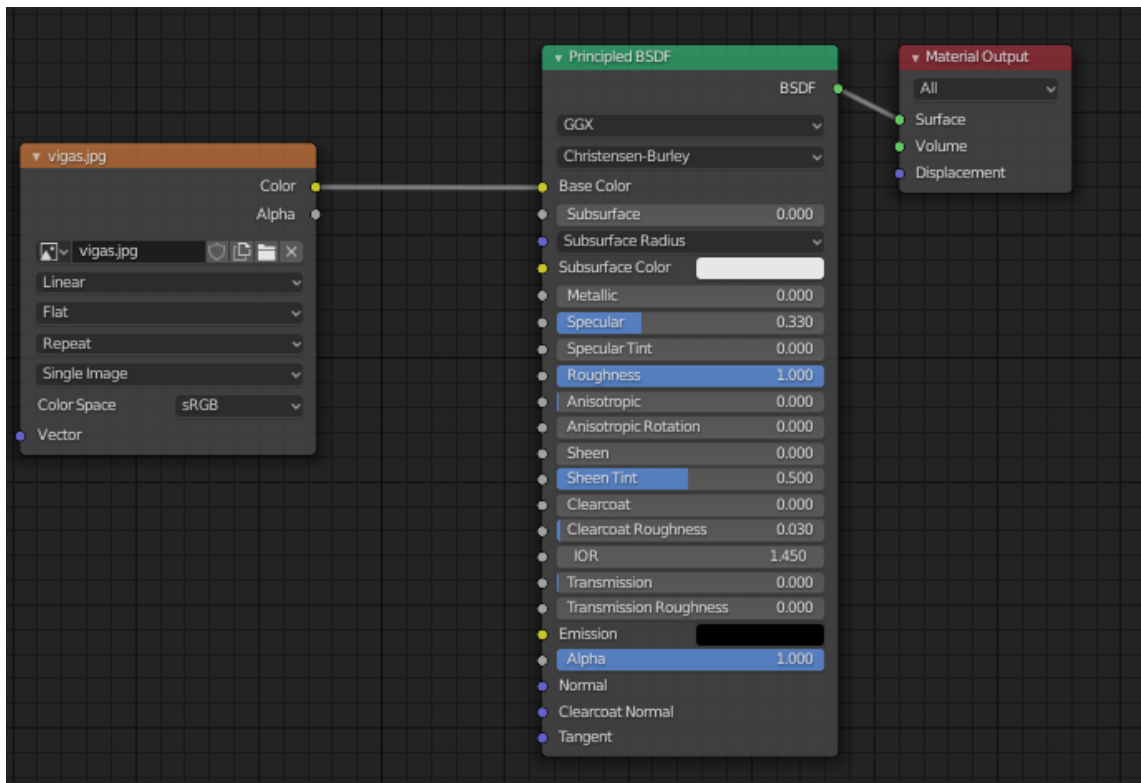 vigas.jpg
Color
Alpha
vigas.jpg
Linear
Flat
Repeat
Single Image
Color Space sRGB
Vector
Principled BSDF
BSDF
GGX
Christensen-Burley
Base Color
Subsurface 0.000
Subsurface Radius
Subsurface Color
Metallic 0.000
Specular 0.330
Specular Tint 0.000
Roughness 1.000
Anisotropic 0.000
Anisotropic Rotation 0.000
Sheen 0.000
Sheen Tint 0.500
Clearcoat 0.000
Clearcoat Roughness 0.030
IOR 1.450
Transmission 0.000
Transmission Roughness 0.000
Emission
Alpha 1.000
Normal
Clearcoat Normal
Tangent
Material Output
All
Surface
Volume
Displacement